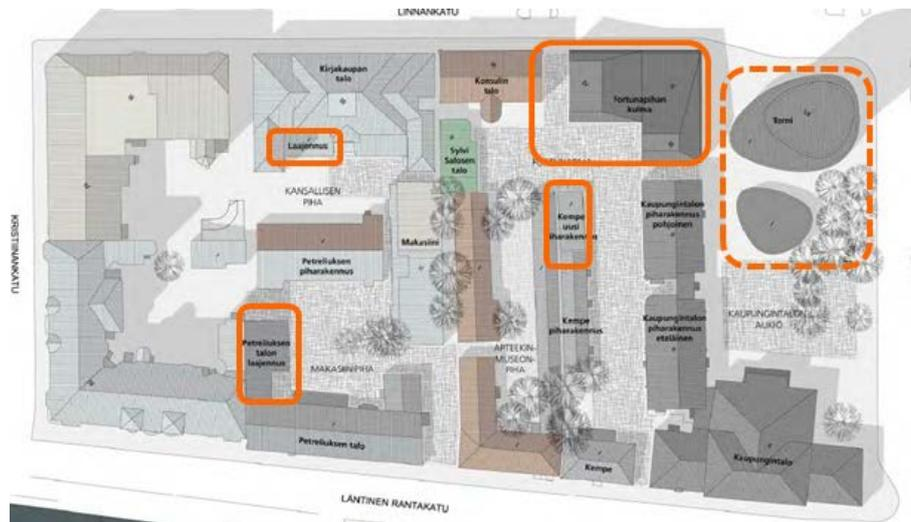 LINNANKATU
Kirjakaupan
talo
Konsulin
talo
Fortunapihan
kulma
Torni
Laajennus
Sylvi
Salosen
talo
KANSALLISEN
PIHA
KRISTIINANKATU
Makasiini
Kempe
uusi
piharakennus
Kaupungintalon
piharakennus
pohjoinen
Petreliuksen
piharakennus
Petreliuksen
talon
laajennus
MAKASIINIPIHA
APTEEKIN-
MUSEON-
PIHA
Kempe
piharakennus
Kaupungintalon
piharakennus
eteläinen
KAUPUNGINTALON
AUKIO
Petreliuksen talo
Kempe
Kaupungintalo
LÄNTINEN RANTAKATU